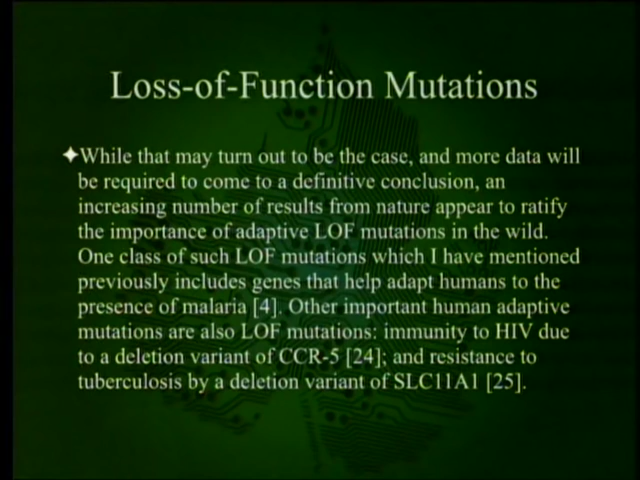 Loss-of-Function Mutations
✦While that may turn out to be the case, and more data will
be required to come to a definitive conclusion, an
increasing number of results from nature appear to ratify
the importance of adaptive LOF mutations in the wild.
One class of such LOF mutations which I have mentioned
previously includes genes that help adapt humans to the
presence of malaria [4]. Other important human adaptive
mutations are also LOF mutations: immunity to HIV due
to a deletion variant of CCR-5 [24]; and resistance to
tuberculosis by a deletion variant of SLC11A1 [25].